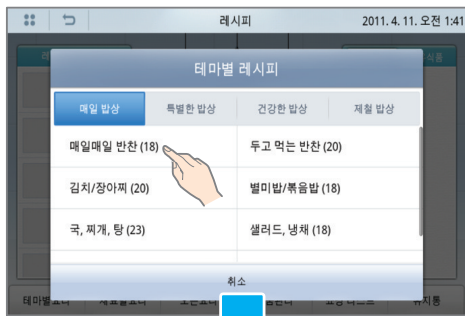 레시피 2011. 4. 11. 오전 1:41
테마별 레시피
매일 밥상 특별한 밥상 건강한 밥상 제철 밥상
매일매일 반찬 (18) 두고 먹는 반찬 (20)
김치/장아찌 (20) 별미밥/볶음밥 (18)
국, 찌개, 탕 (23) 샐러드, 냉채 (18)
취소